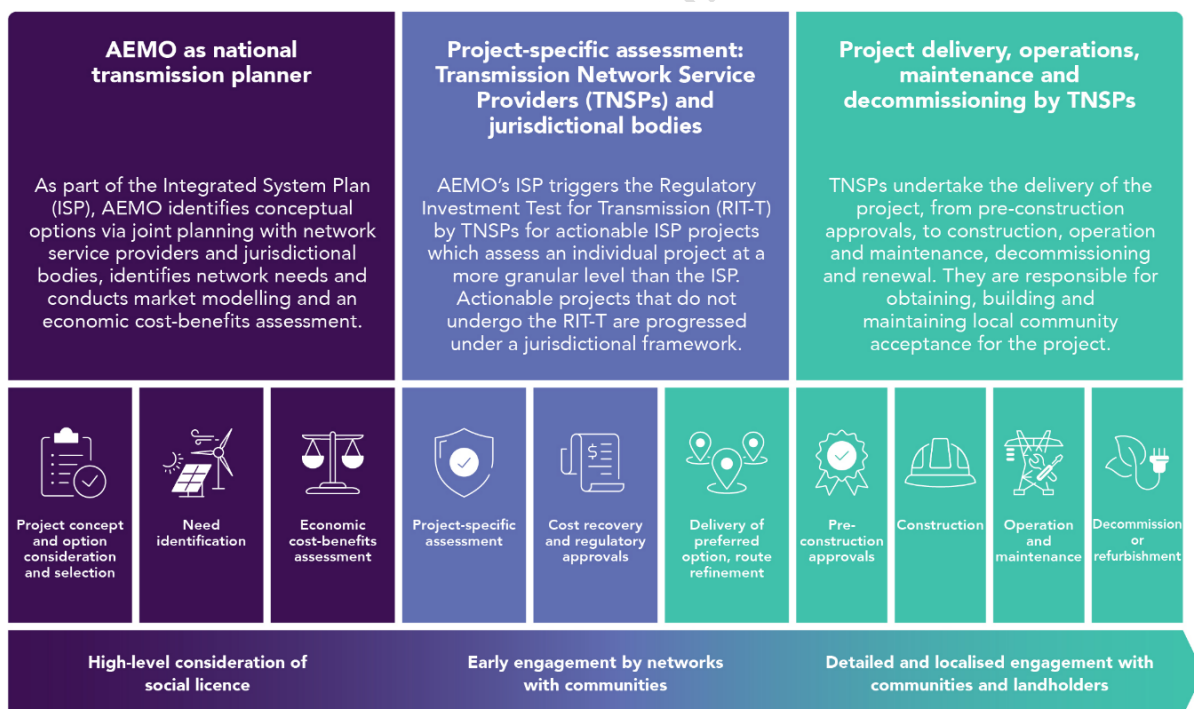 AEMO as national
transmission planner
As part of the Integrated System Plan
(ISP), AEMO identifies conceptual
options via joint planning with network
service providers and jurisdictional
bodies, identifies network needs and
conducts market modelling and an
economic cost-benefits assessment.
Project-specific assessment:
Transmission Network Service
Providers (TNSPs) and
jurisdictional bodies
AEMO's ISP triggers the Regulatory
Investment Test for Transmission (RIT-T)
by TNSPs for actionable ISP projects
which assess an individual project at a
more granular level than the ISP.
Actionable projects that do not
undergo the RIT-T are progressed
under a jurisdictional framework.
Project delivery, operations,
maintenance and
decommissioning by TNSPs
TNSPs undertake the delivery of the
project, from pre-construction
approvals, to construction, operation
and maintenance, decommissioning
and renewal. They are responsible for
obtaining, building and
maintaining local community
acceptance for the project.
Project concept
and option
consideration
and selection
Need
identification
Economic
cost-benefits
assessment
Project-specific
assessment
$
Cost recovery
and regulatory
approvals
Delivery of
preferred
option, route
refinement
Pre-
construction
approvals
Construction
Operation
and
maintenance
Decommission
or
refurbishment
High-level consideration of
social licence
Early engagement by networks
with communities
Detailed and localised engagement with
communities and landholders